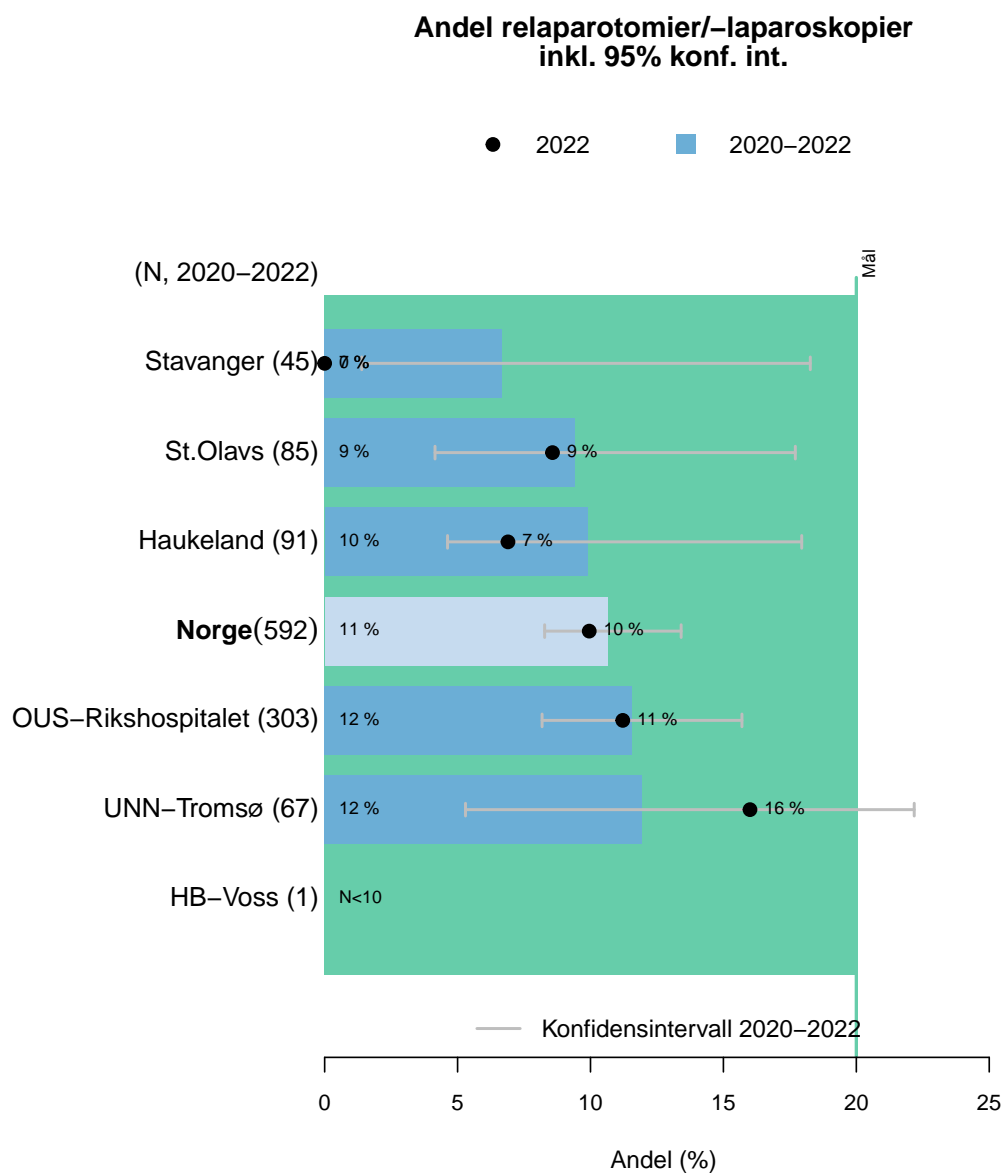 Andel relaparotomier/−laparoskopier
inkl. 95% konf. int.
2022 2020−2022
(N, 2020−2022) Mål
Stavanger (45) 7 % 0 %
St.Olavs (85) 9 % 9 %
Haukeland (91) 10 % 7 %
Norge(592) 11 % 10 %
OUS−Rikshospitalet (303) 12 % 11 %
UNN−Tromsø (67) 12 % 16 %
HB−Voss (1) N<10
Konfidensintervall 2020−2022
0 5 10 15 20 25
Andel (%)